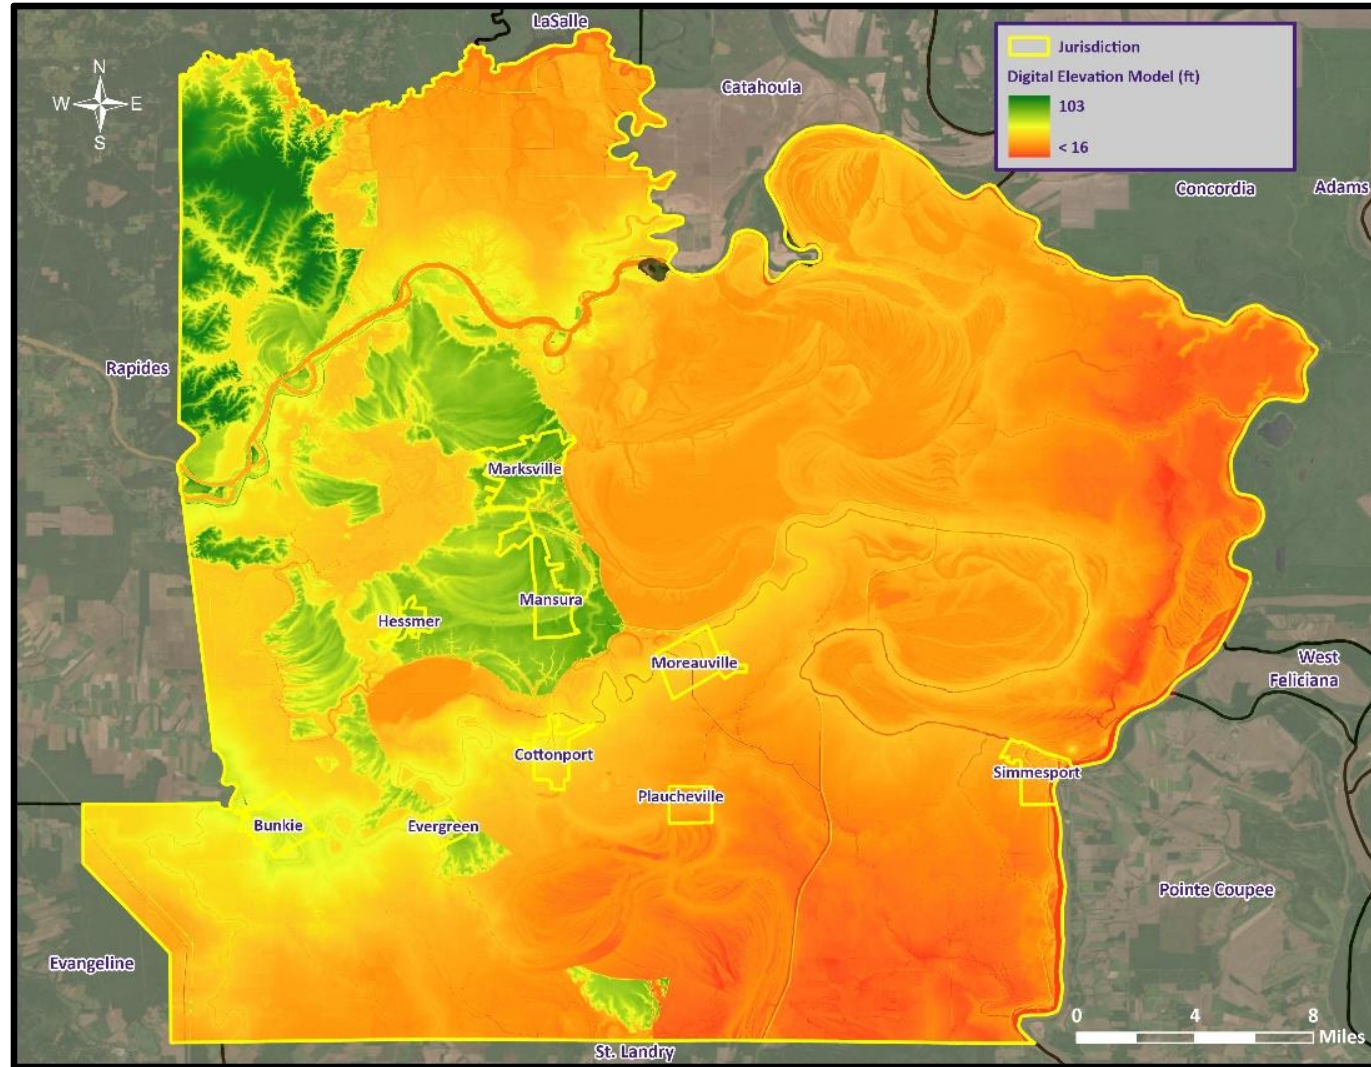 LaSalle
N
W
E
S
Jurisdiction
Digital Elevation Model (ft)
103
< 16
Catahoula
Concordia
Adams
Rapides
Marksville
Mansura
Hessmer
Moreauville
West
Feliciana
Cottonport
Simmesport
Plaucheville
Bunkie
Evergreen
Pointe Coupee
Evangeline
0
4
8
Miles
St. Landry